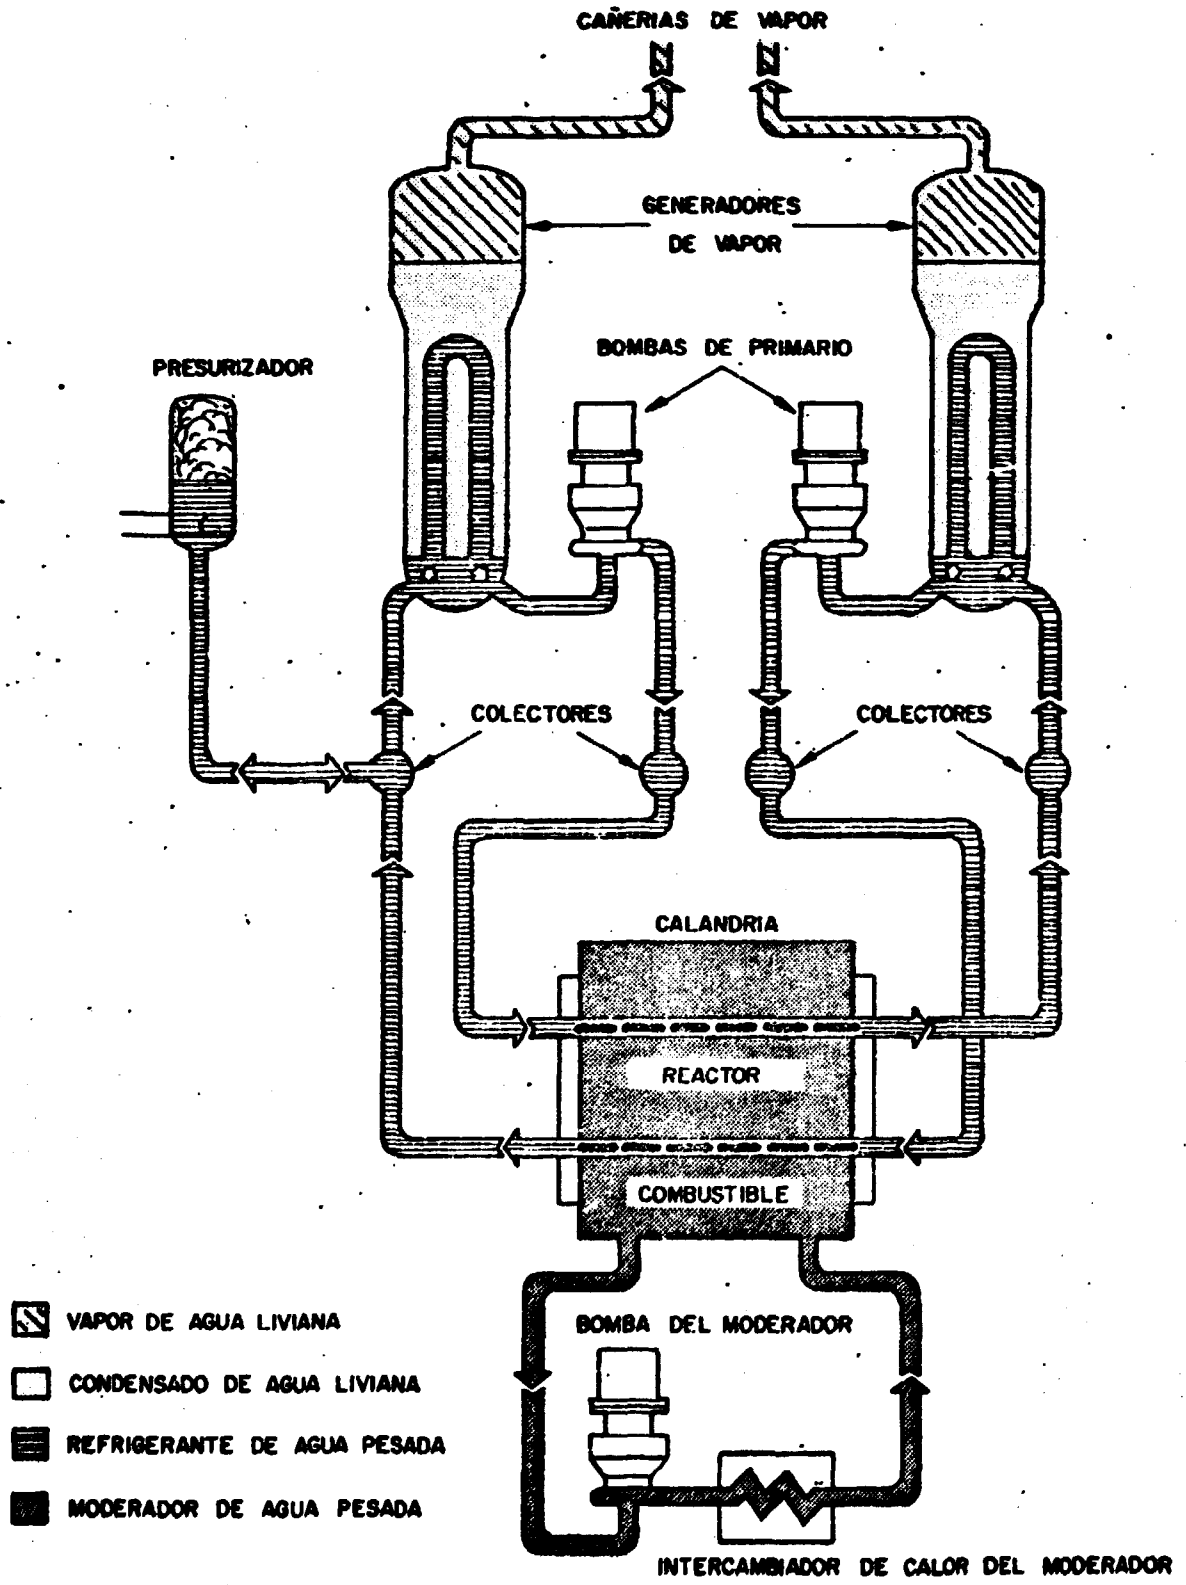 CAÑERIAS DE VAPOR
GENERADORES
DE VAPOR
BOMBAS DE PRIMARIO
PRESURIZADOR
COLECTORES
COLECTORES
CALANDRIA
REACTOR
COMBUSTIBLE
BOMBA DEL MODERADOR
VAPOR DE AGUA LIVIANA
CONDENSADO DE AGUA LIVIANA
REFRIGERANTE DE AGUA PESADA
MODERADOR DE AGUA PESADA
INTERCAMBIADOR DE CALOR DEL MODERADOR